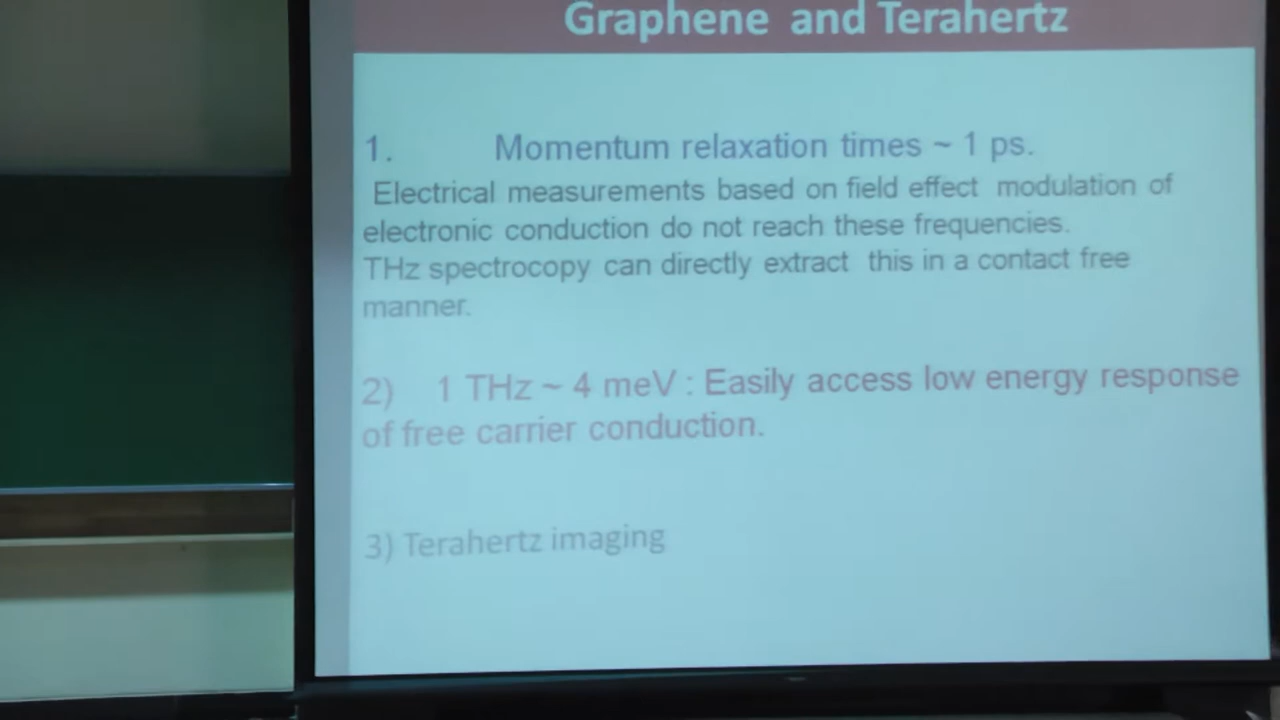 Graphene and Terahertz
1. Momentum relaxation times ~ 1 ps.
Electrical measurements based on field effect modulation of
electronic conduction do not reach these frequencies.
THz spectrocopy can directly extract this in a contact free
manner.
2) 1 THz ~ 4 meV : Easily access low energy response
of free carrier conduction.
3) Terahertz imaging